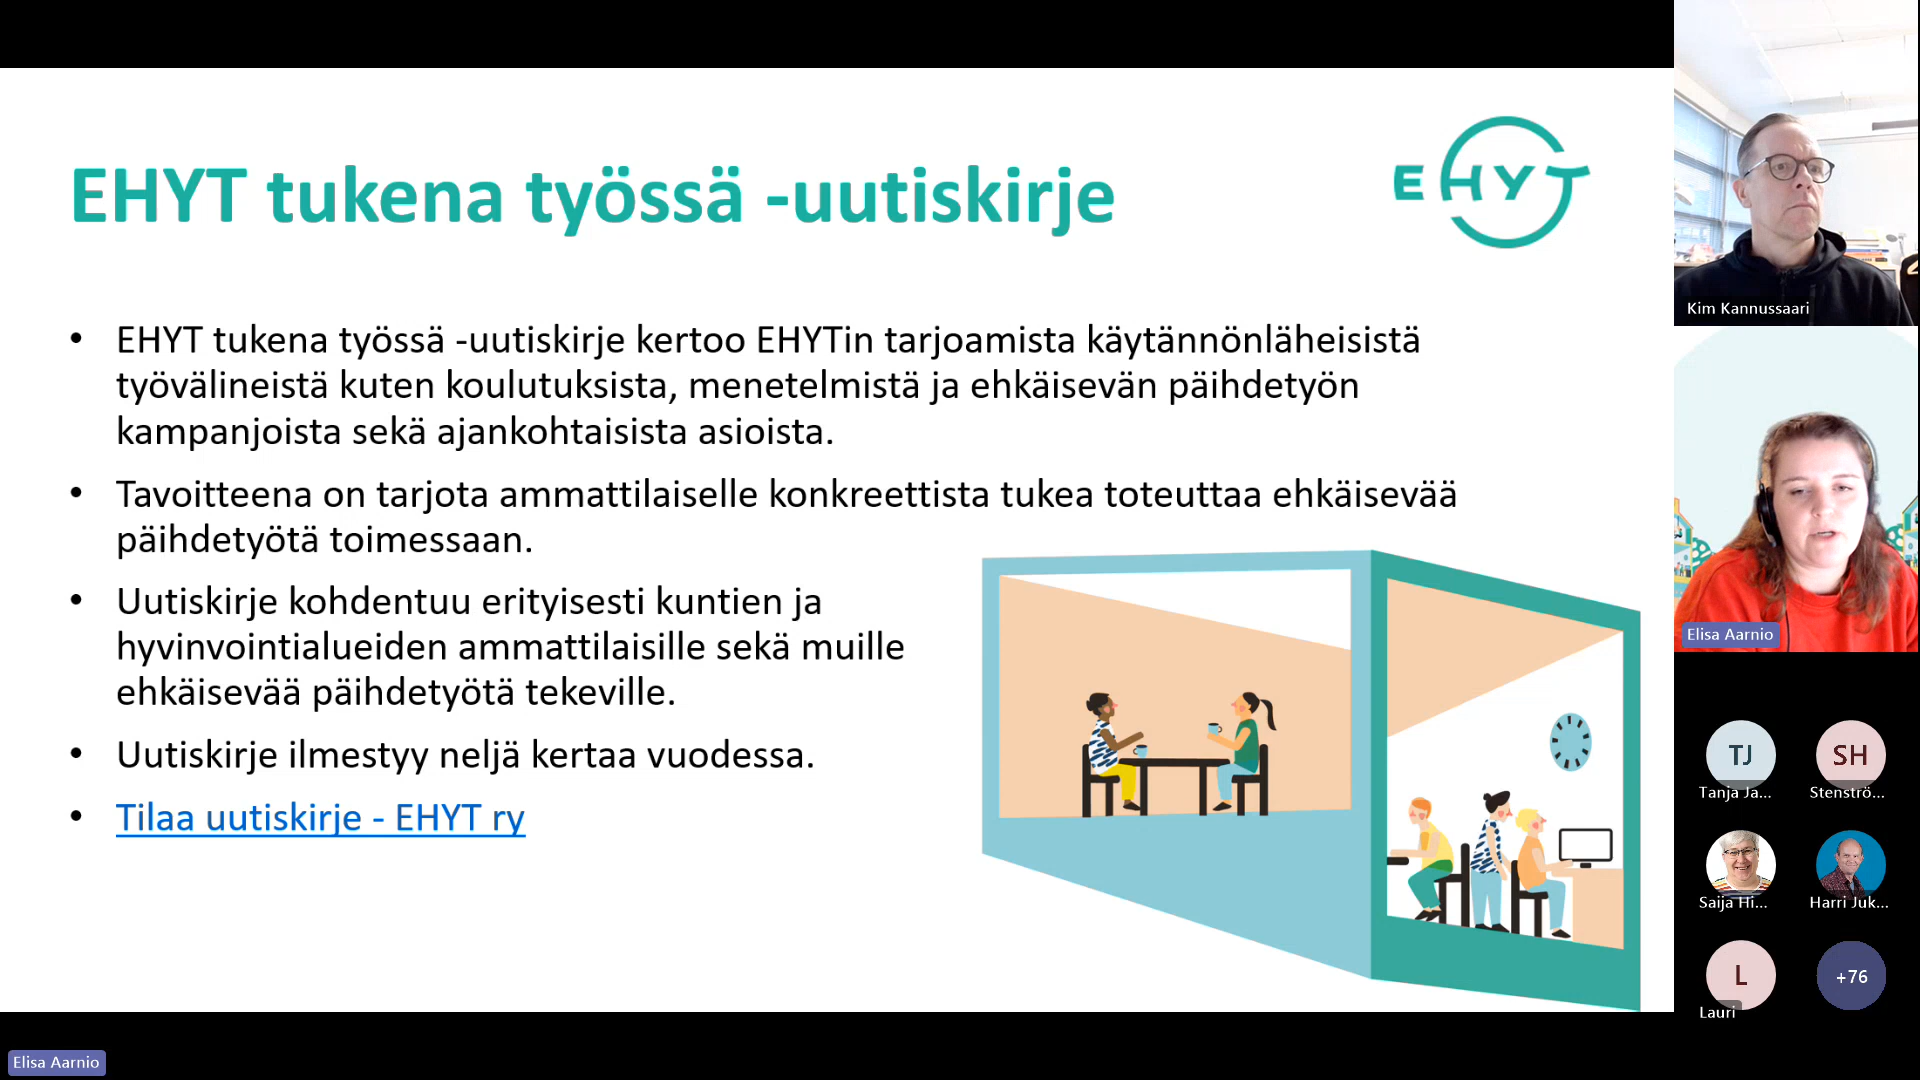 EHYT tukena työssä -uutiskirje
EHYT
• EHYT tukena työssä -uutiskirje kertoo EHYTin tarjoamista käytännönläheisistä
työvälineistä kuten koulutuksista, menetelmistä ja ehkäisevän päihdetyön
kampanjoista sekä ajankohtaisista asioista.
• Tavoitteena on tarjota ammattilaiselle konkreettista tukea toteuttaa ehkäisevää
päihdetyötä toimessaan.
• Uutiskirje kohdentuu erityisesti kuntien ja
hyvinvointialueiden ammattilaisille sekä muille
ehkäisevää päihdetyötä tekeville.
• Uutiskirje ilmestyy neljä kertaa vuodessa.
• Tilaa uutiskirje - EHYT ry
Kim Kannussaari
Elisa Aarnio
TJ
SH
Tanja Ja...
Stenströ...
Saija Hi...
Harri Juk...
L
+76
Lauri
Elisa Aarnio